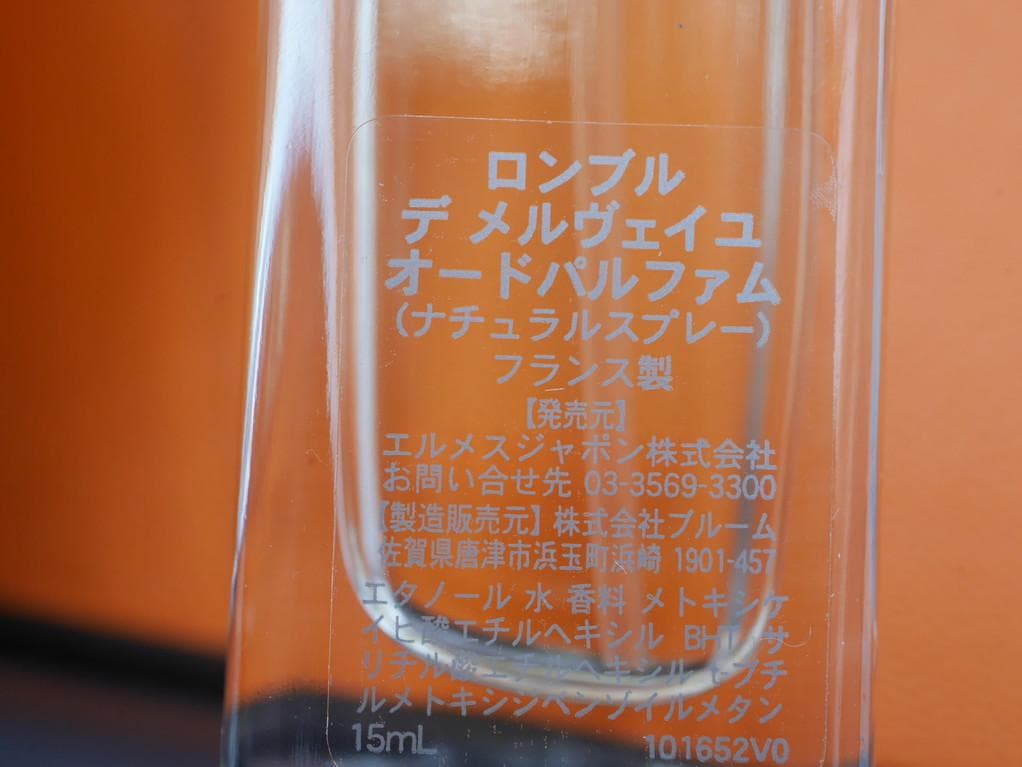 ロンブル
デ メルヴェイユ
オードパルファム
(ナチュラルスプレー)
フランス製
【発売元】
エルメスジャポン株式会社
お問い合せ先 03-3569-3300
【製造販売元】株式会社ブルーム
佐賀県唐津市浜玉町浜崎 1901-457
エタノール 水 香料 メトキシケ
イヒ酸エチルヘキシル BHT サ
リチル酸エチルヘキシル t-ブチ
ルメトキシジベンゾイルメタン
15mL 101652V0